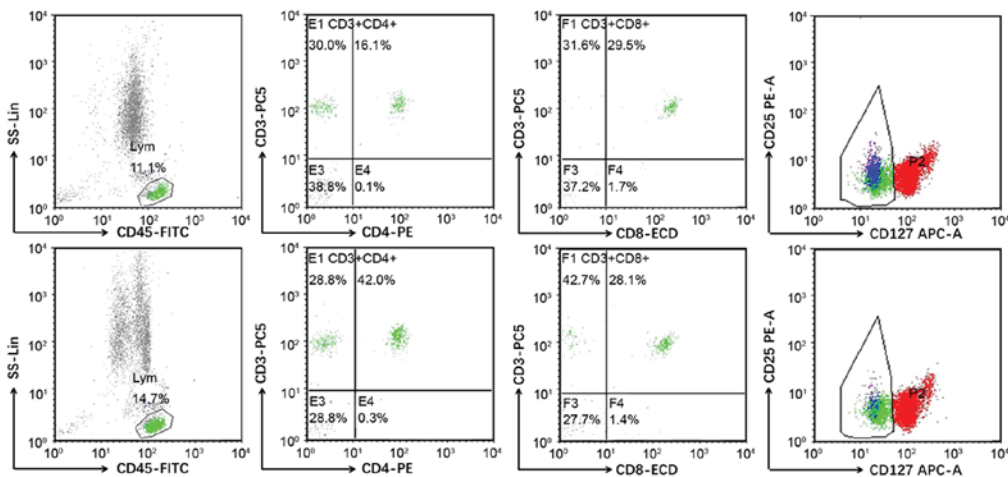 SS-Lin
10⁴
10³
10²
10¹
10⁰
Lym
11.1%
10⁰ 10¹ 10² 10³ 10⁴
CD45-FITC
CD3-PC5
10⁴
10³
10²
10¹
10⁰
E1 CD3+CD4+
30.0% 16.1%
E3 E4
38.8% 0.1%
10⁰ 10¹ 10² 10³ 10⁴
CD4-PE
CD3-PC5
10⁴
10³
10²
10¹
10⁰
F1 CD3+CD8+
31.6% 29.5%
F3 F4
37.2% 1.7%
10⁰ 10¹ 10² 10³ 10⁴
CD8-ECD
CD25 PE-A
10⁴
10³
10²
10¹
10⁰
P2
10⁰ 10¹ 10² 10³ 10⁴
CD127 APC-A
SS-Lin
10⁴
10³
10²
10¹
10⁰
Lym
14.7%
10⁰ 10¹ 10² 10³ 10⁴
CD45-FITC
CD3-PC5
10⁴
10³
10²
10¹
10⁰
E1 CD3+CD4+
28.8% 42.0%
E3 E4
28.8% 0.3%
10⁰ 10¹ 10² 10³ 10⁴
CD4-PE
CD3-PC5
10⁴
10³
10²
10¹
10⁰
F1 CD3+CD8+
42.7% 28.1%
F3 F4
27.7% 1.4%
10⁰ 10¹ 10² 10³ 10⁴
CD8-ECD
CD25 PE-A
10⁴
10³
10²
10¹
10⁰
P2
10⁰ 10¹ 10² 10³ 10⁴
CD127 APC-A